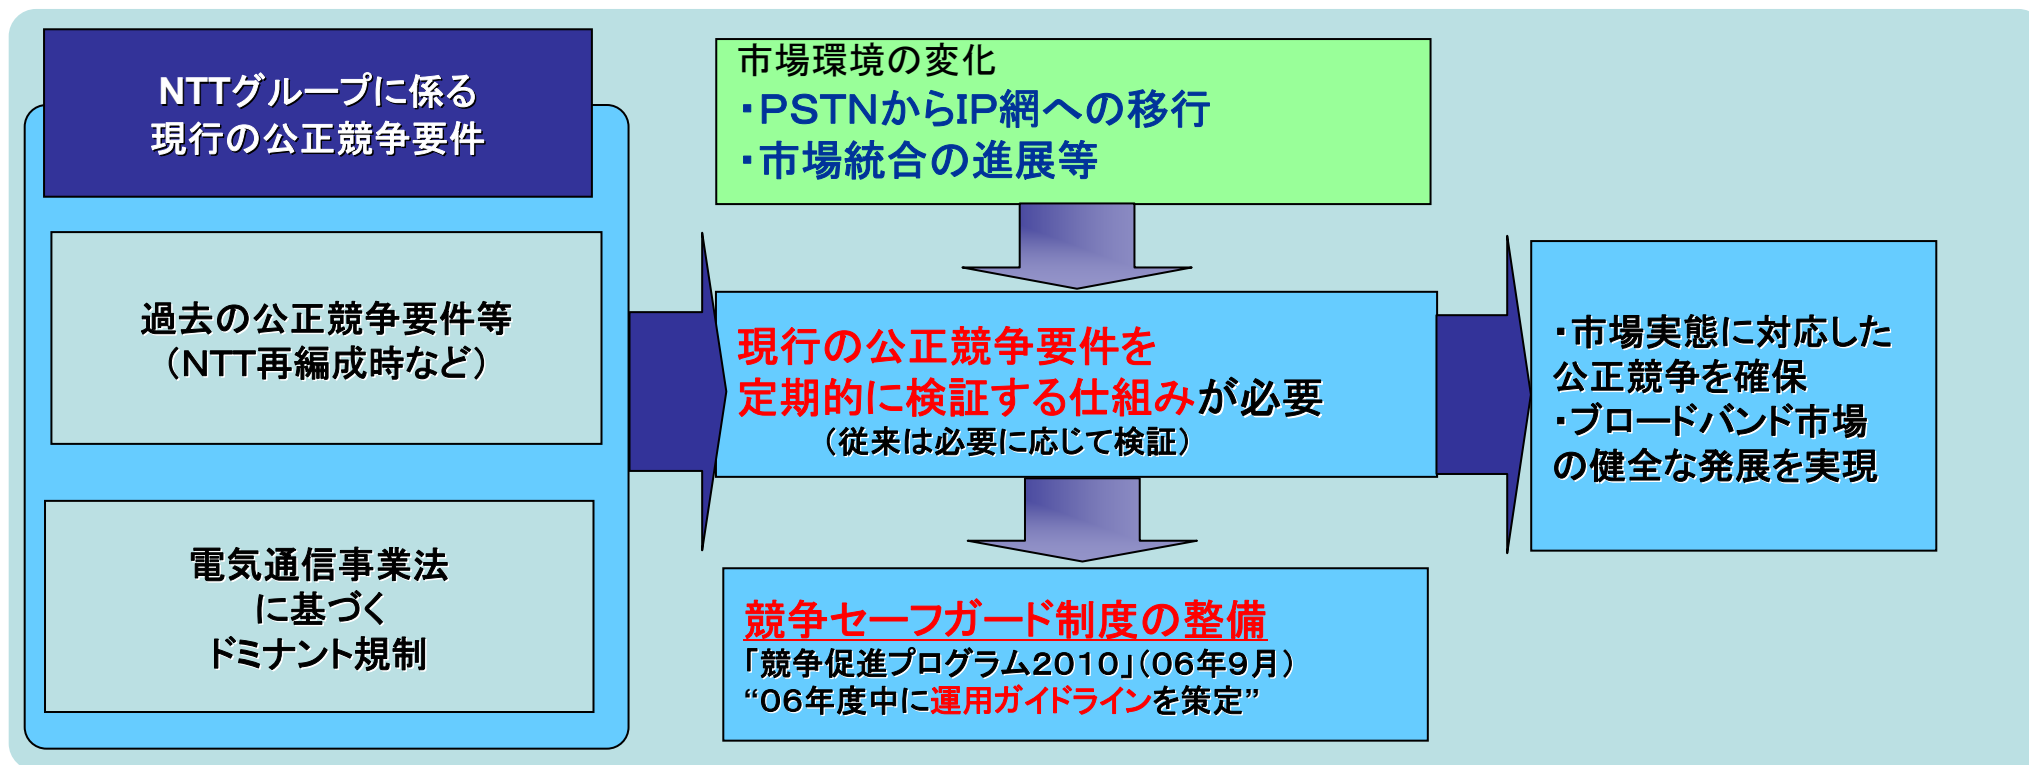 NTTグループに係る
現行の公正競争要件
過去の公正競争要件等
（NTT再編成時など）
電気通信事業法
に基づく
ドミナント規制
市場環境の変化
・PSTNからIP網への移行
・市場統合の進展等
現行の公正競争要件を
定期的に検証する仕組みが必要
（従来は必要に応じて検証）
競争セーフガード制度の整備
「競争促進プログラム2010」（06年9月）
“06年度中に運用ガイドラインを策定”
・市場実態に対応した
公正競争を確保
・ブロードバンド市場
の健全な発展を実現